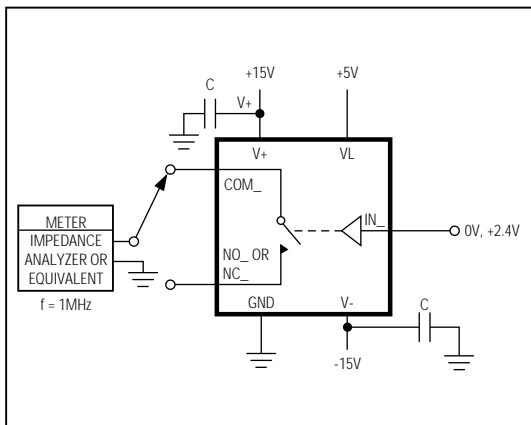 +15V
+5V
C
V+
V+
VL
COM_
IN_
0V, +2.4V
METER
IMPEDANCE
ANALYZER OR
EQUIVALENT
f = 1MHz
NO_ OR
NC_
GND
V-
C
-15V